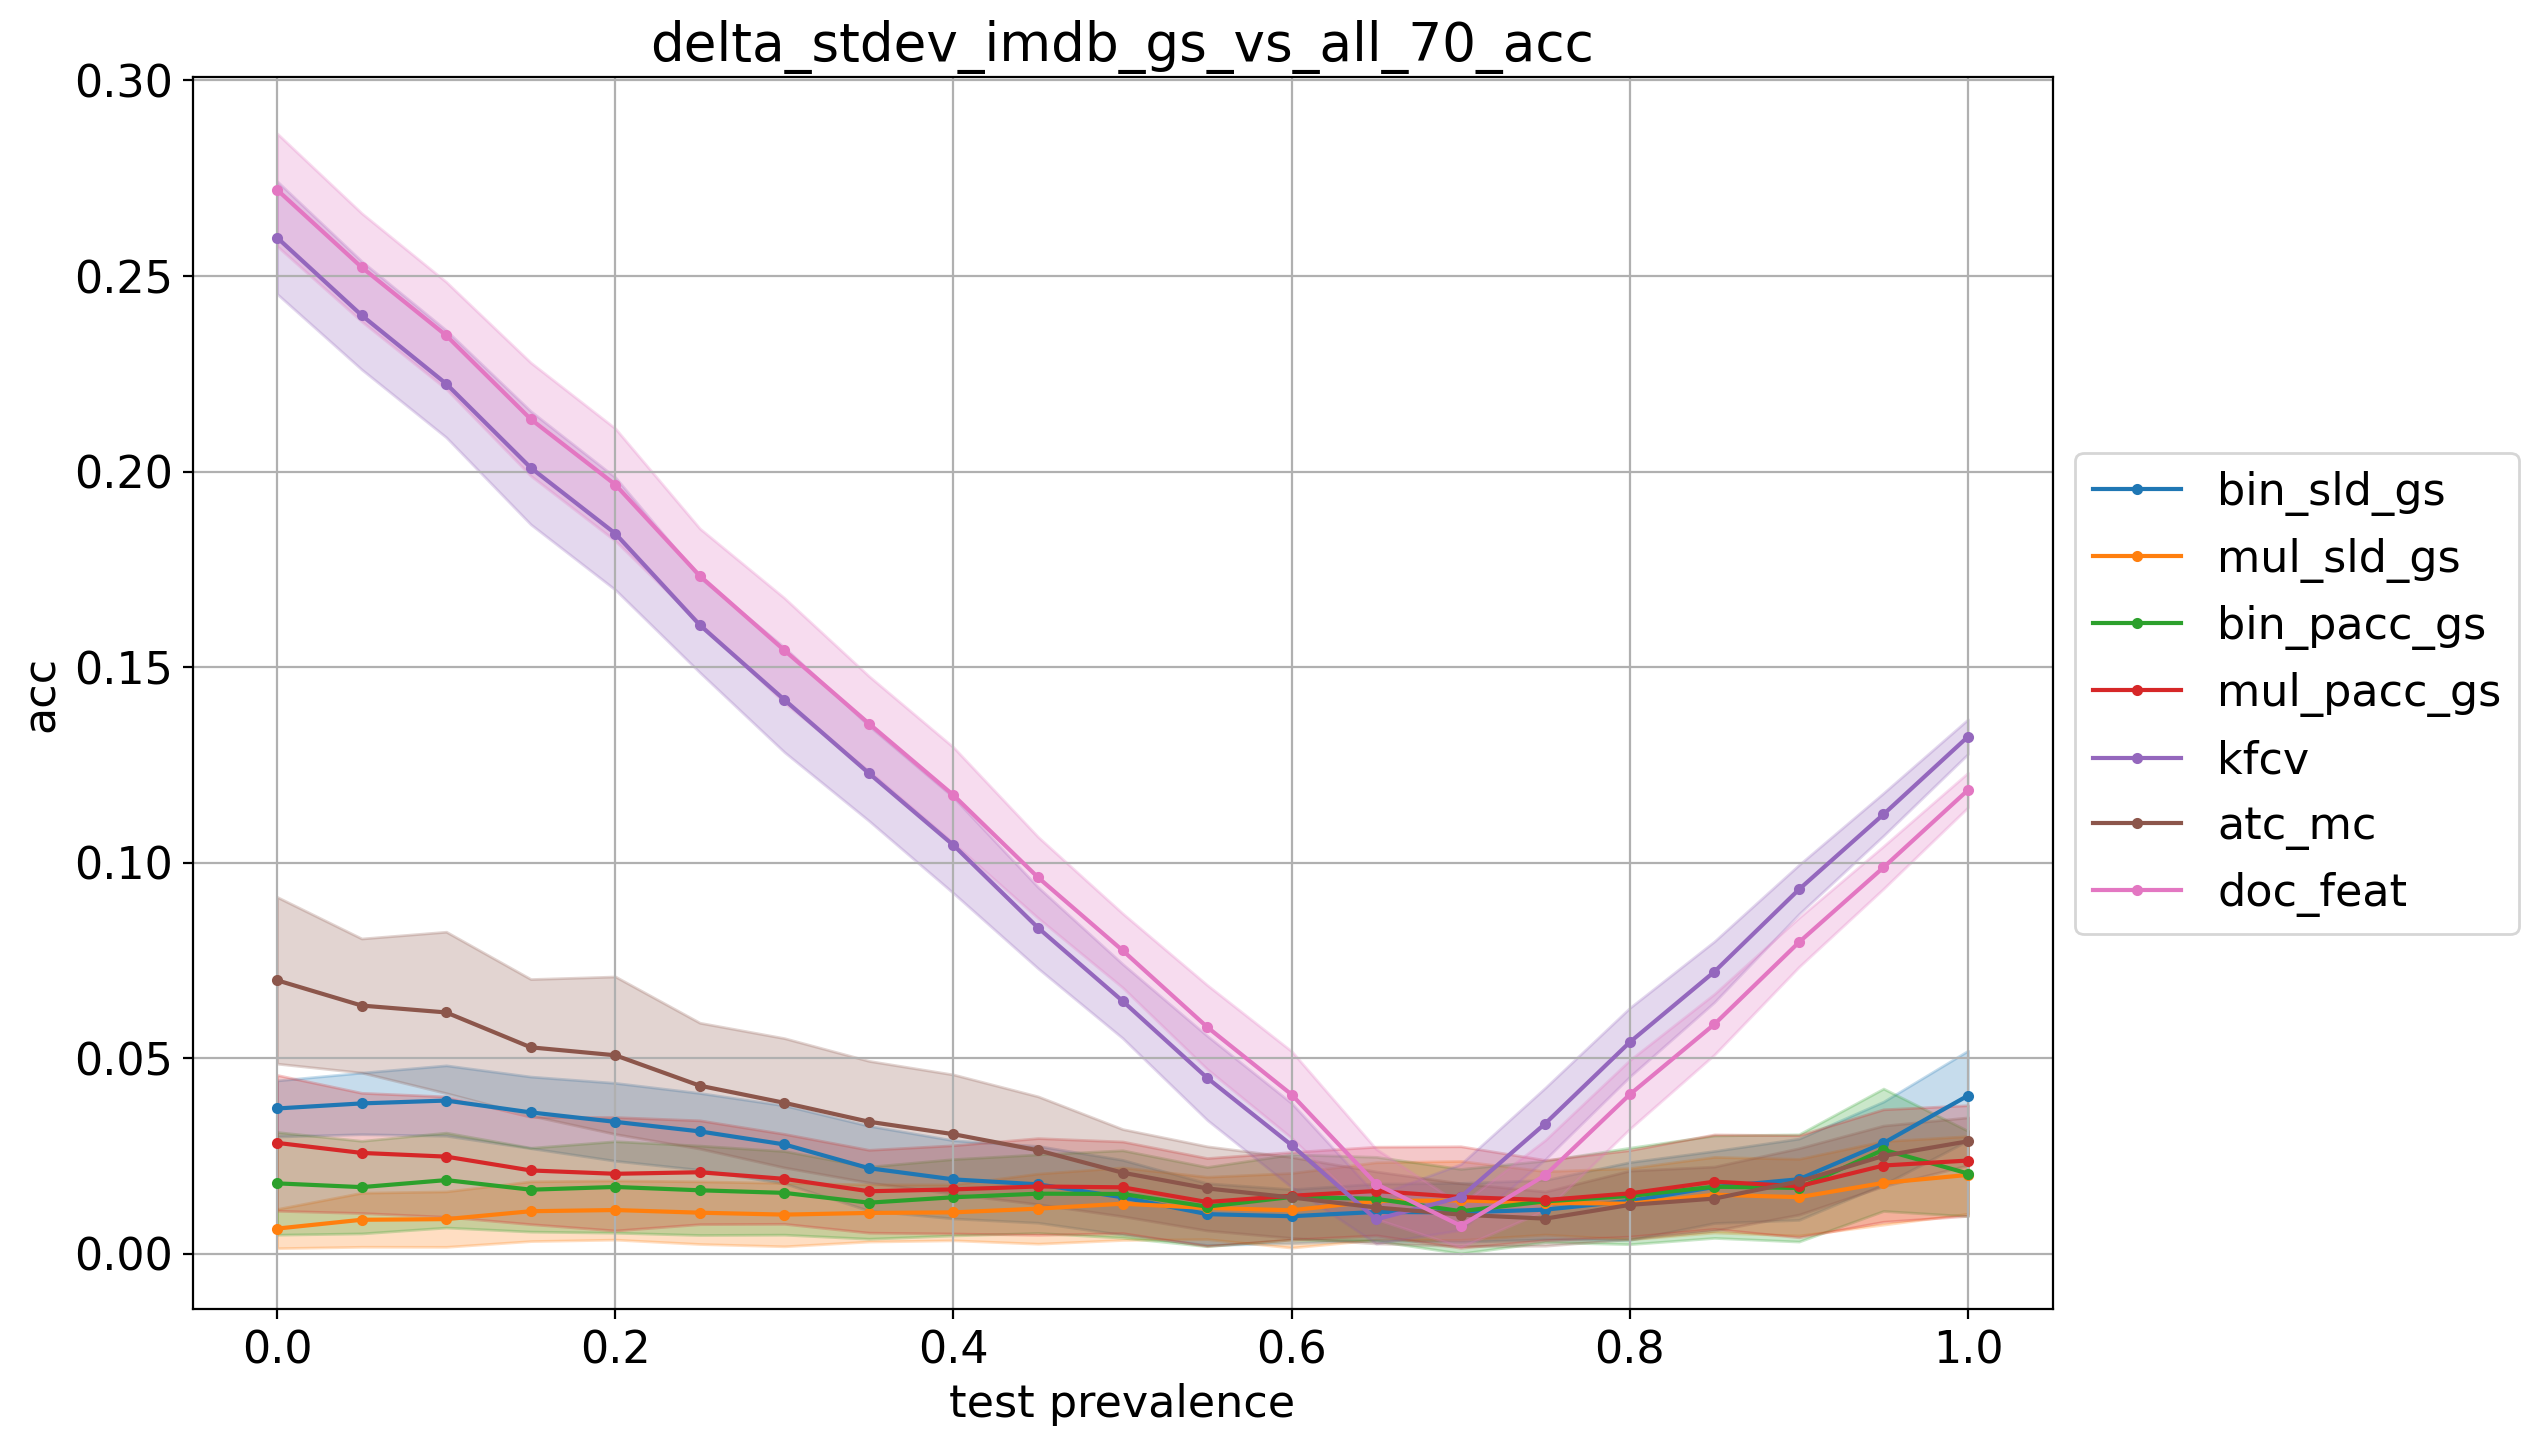 delta_stdev_imdb_gs_vs_all_70_acc
0.30
0.25
0.20
0.15
0.10
0.05
0.00
acc
0.0 0.2 0.4 0.6 0.8 1.0
test prevalence
bin_sld_gs
mul_sld_gs
bin_pacc_gs
mul_pacc_gs
kfcv
atc_mc
doc_feat